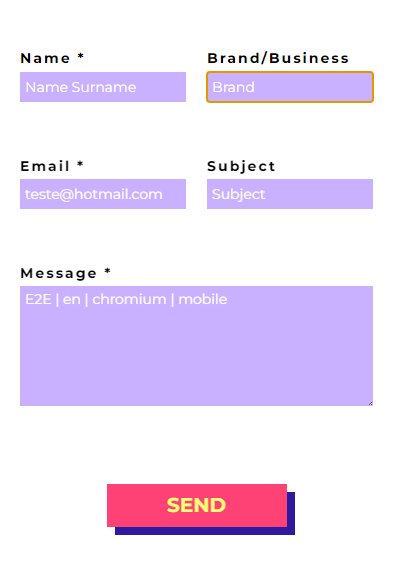 Name * Brand/Business
Name Surname Brand
Email * Subject
teste@hotmail.com Subject
Message *
E2E | en | chromium | mobile
SEND